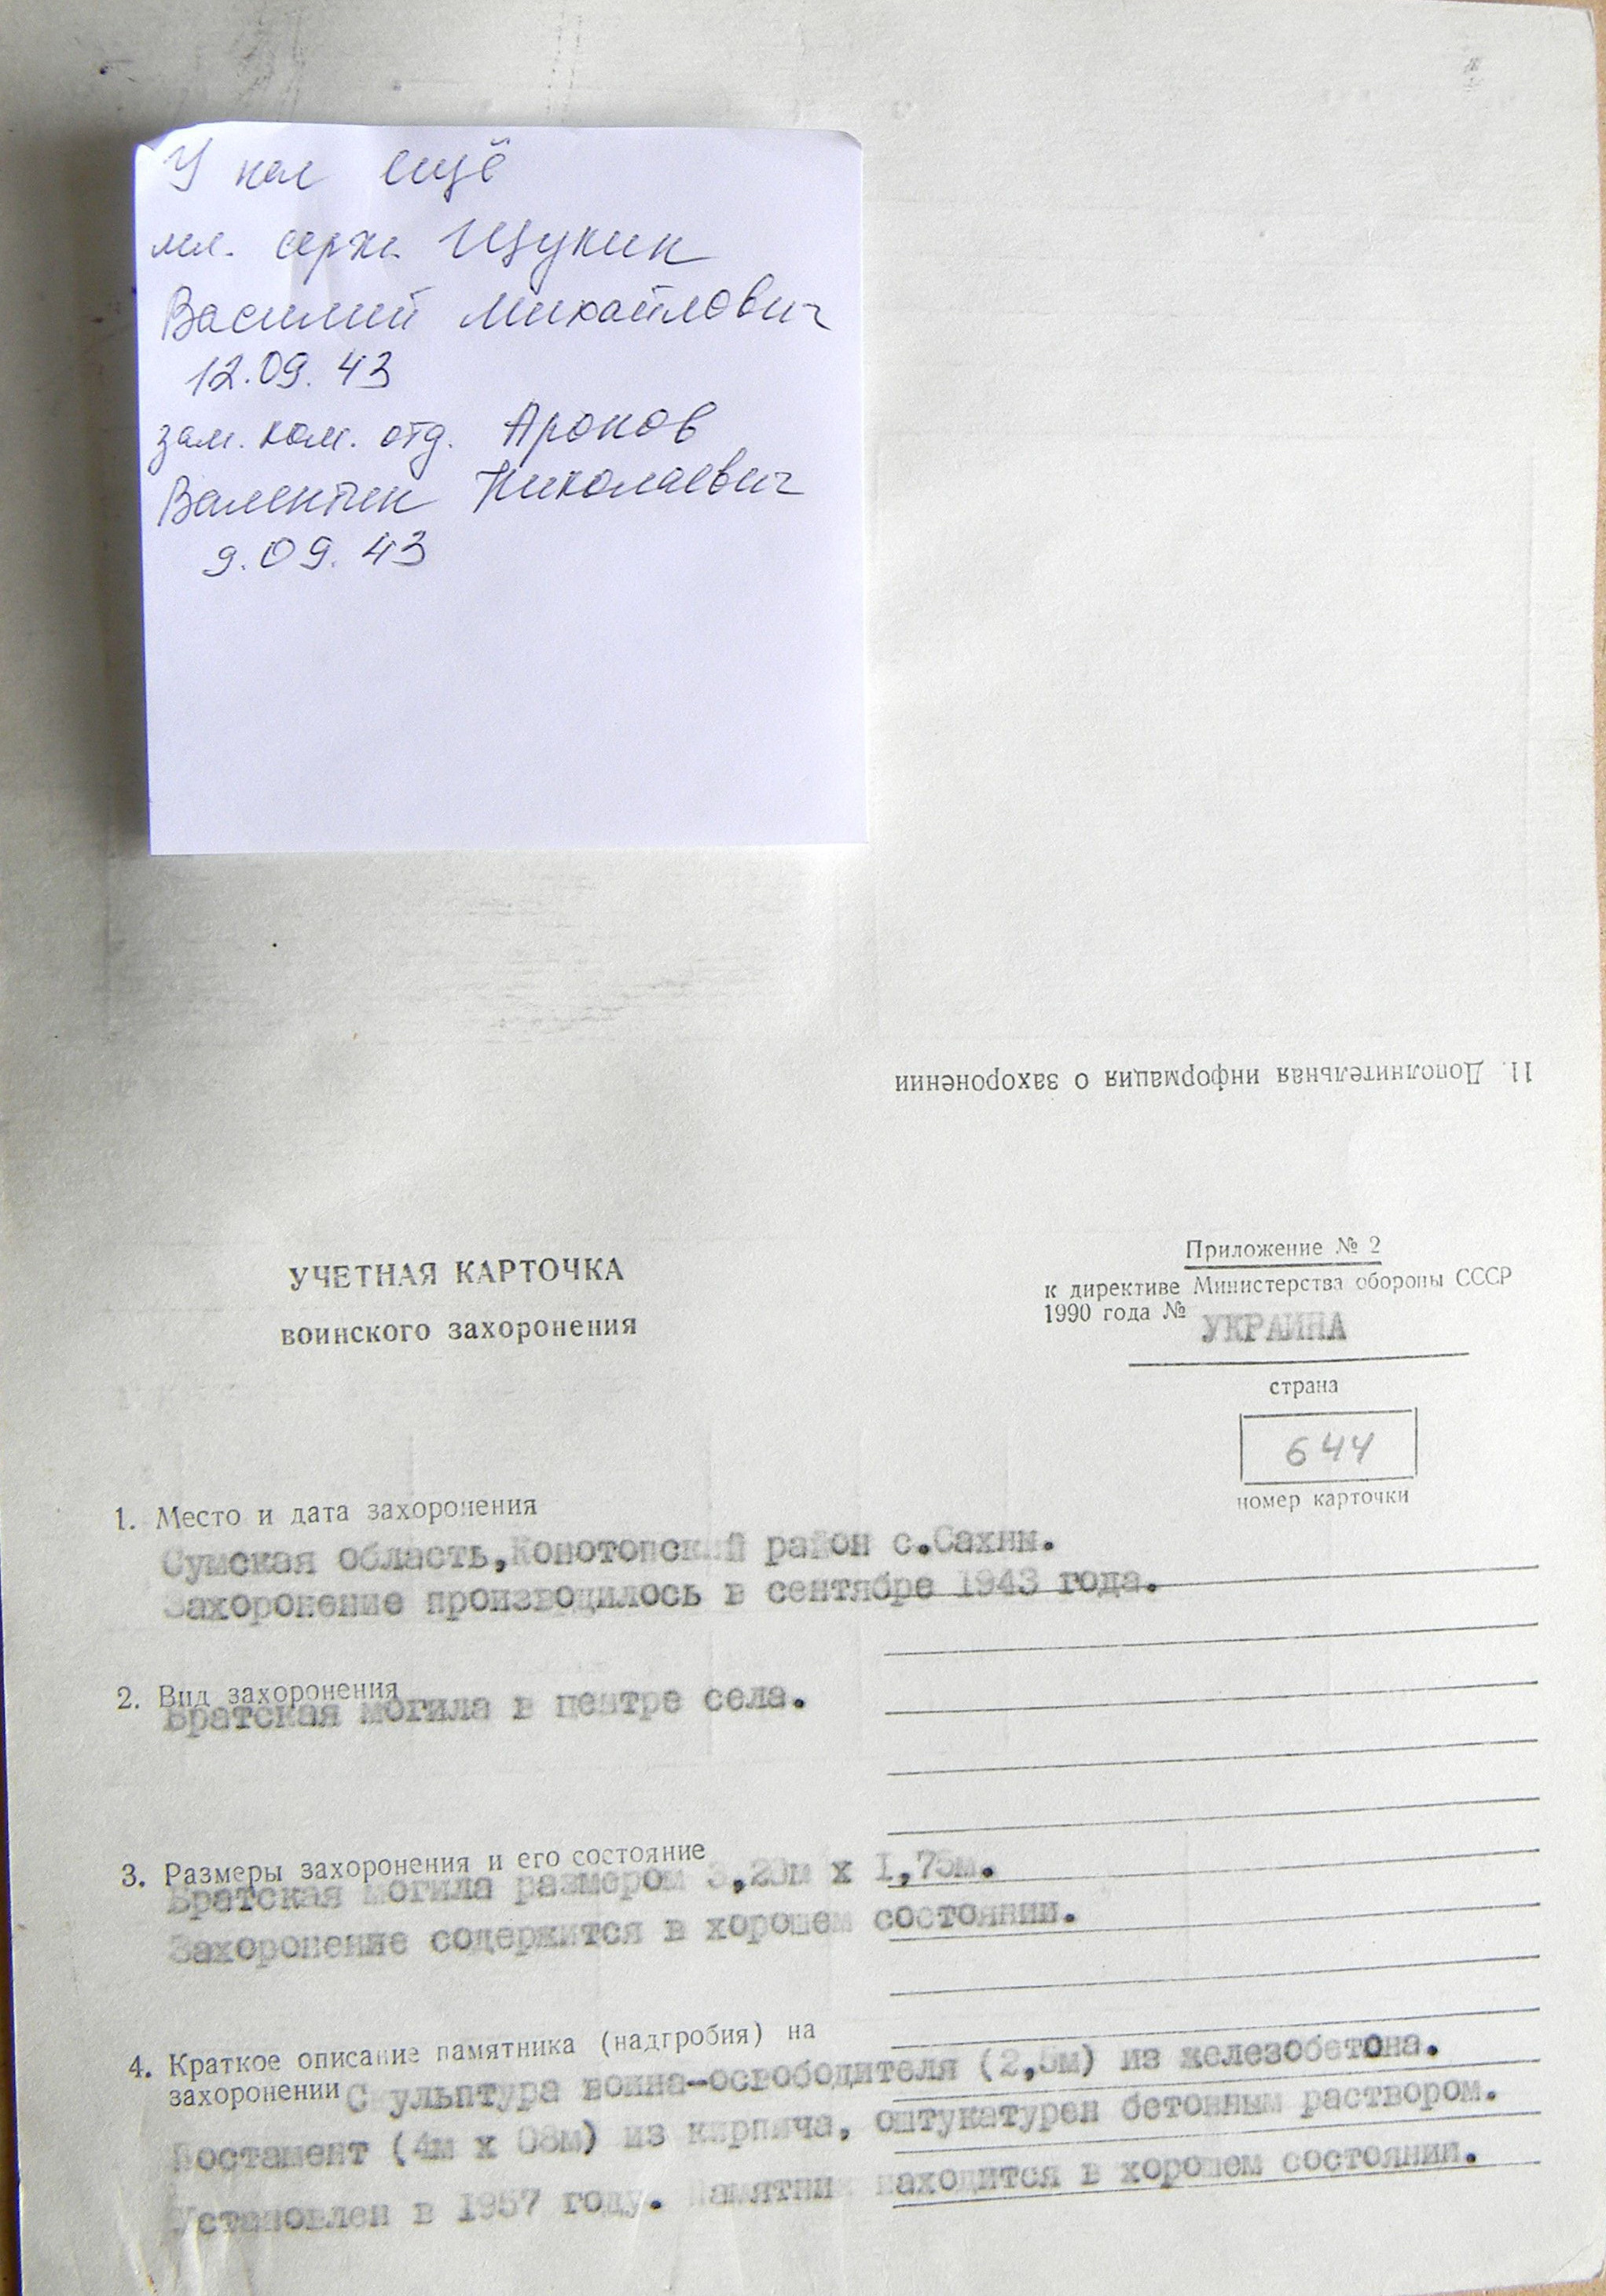 У нас ещё
мл. серж. Щукин
Василий Михайлович
12.09.43
зам. ком. отд. Аронов
Валентин Николаевич
9.09.43
11. Дополнительная информация о захоронении
УЧЕТНАЯ КАРТОЧКА
воинского захоронения
Приложение № 2
к директиве Министерства обороны СССР
1990 года №
УКРАИНА
страна
644
номер карточки
1. Место и дата захоронения
Сумская область,Конотопский район с.Сахны.
Захоронение производилось в сентябре 1943 года.
2. Вид захоронения
Братская могила в центре села.
3. Размеры захоронения и его состояние
Братская могила размером 3,20м х I,75м.
Захоронение содержится в хорошем состоянии.
4. Краткое описание памятника (надгробия) на
захоронении Скульптура воина-освободителя (2,5м) из железобетона.
Постамент (4м х 08м) из кирпича, оштукатурен бетонным раствором.
Установлен в 1957 году. Памятник находится в хорошем состоянии.